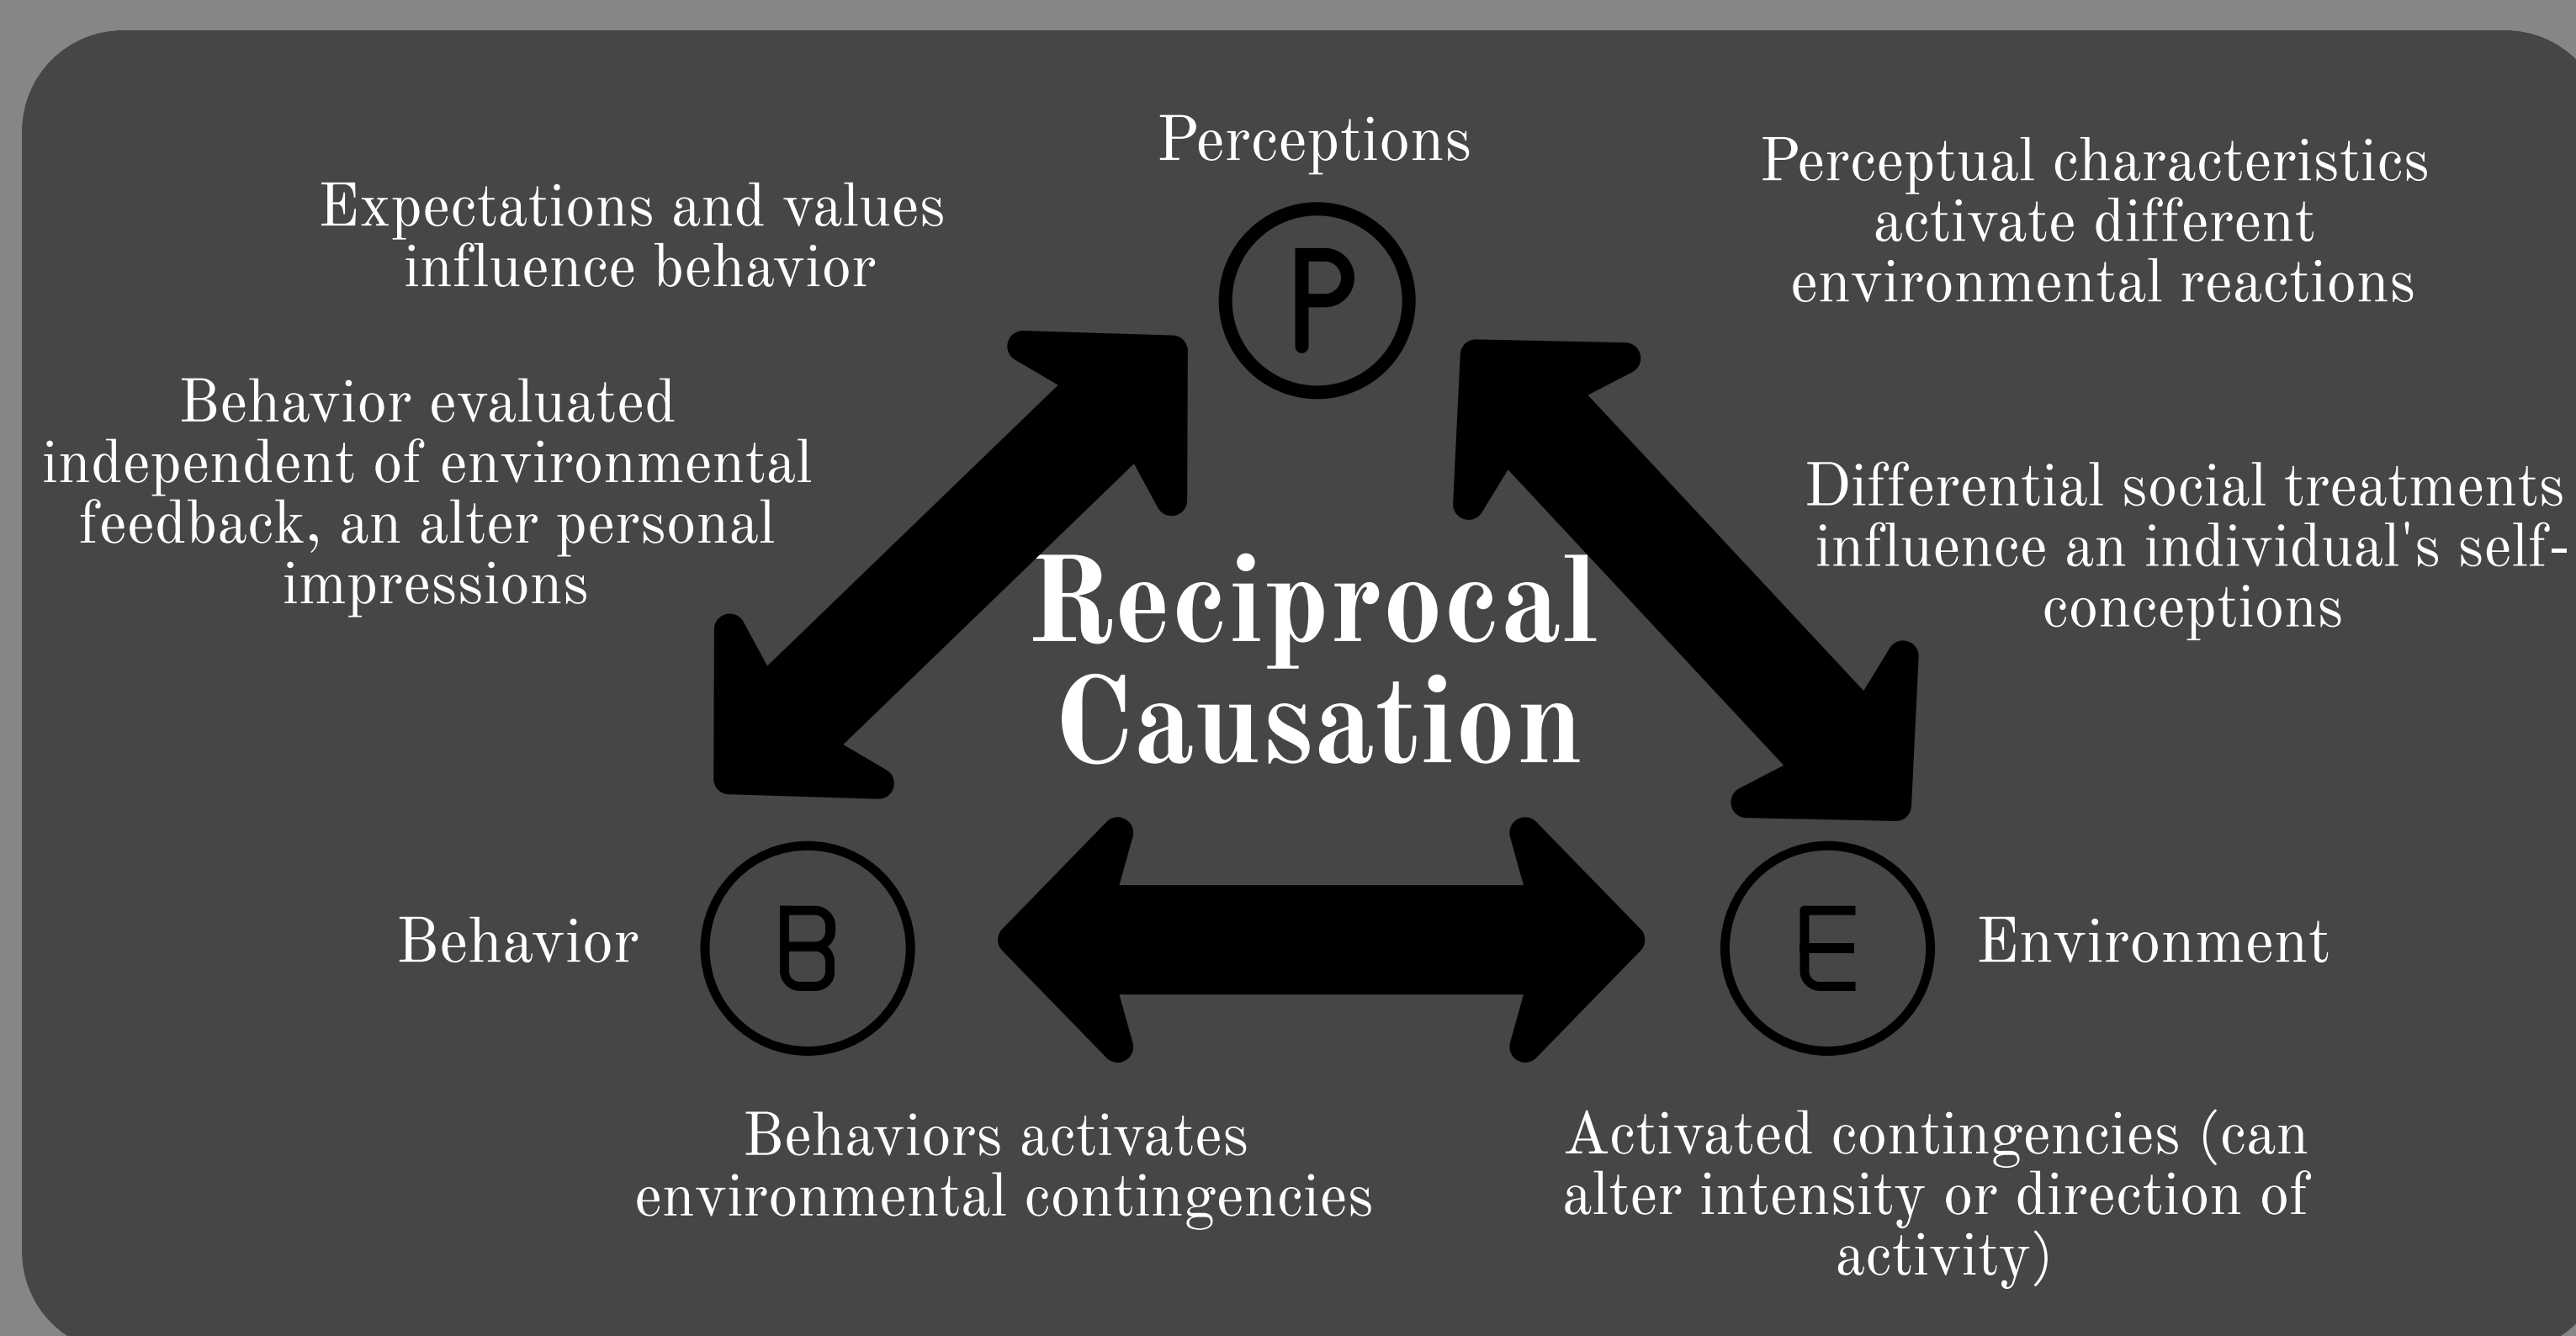 Perceptions
P
Expectations and values
influence behavior
Behavior evaluated
independent of environmental
feedback, an alter personal
impressions
Perceptual characteristics
activate different
environmental reactions
Differential social treatments
influence an individual's self-
conceptions
Reciprocal
Causation
Behavior
B
E
Environment
Behaviors activates
environmental contingencies
Activated contingencies (can
alter intensity or direction of
activity)